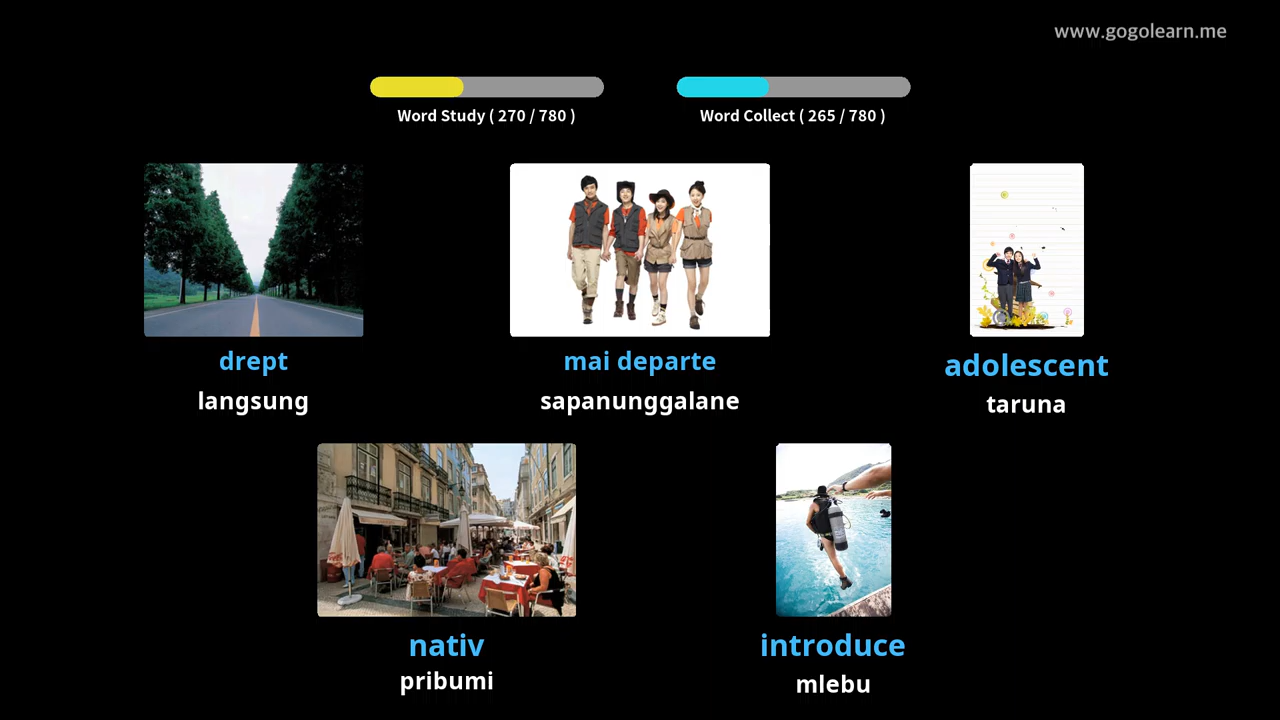 www.gogolearn.me
Word Study ( 270 / 780 )
Word Collect ( 265 / 780 )
drept
langsung
mai departe
sapanunggalane
adolescent
taruna
nativ
pribumi
introduce
mlebu